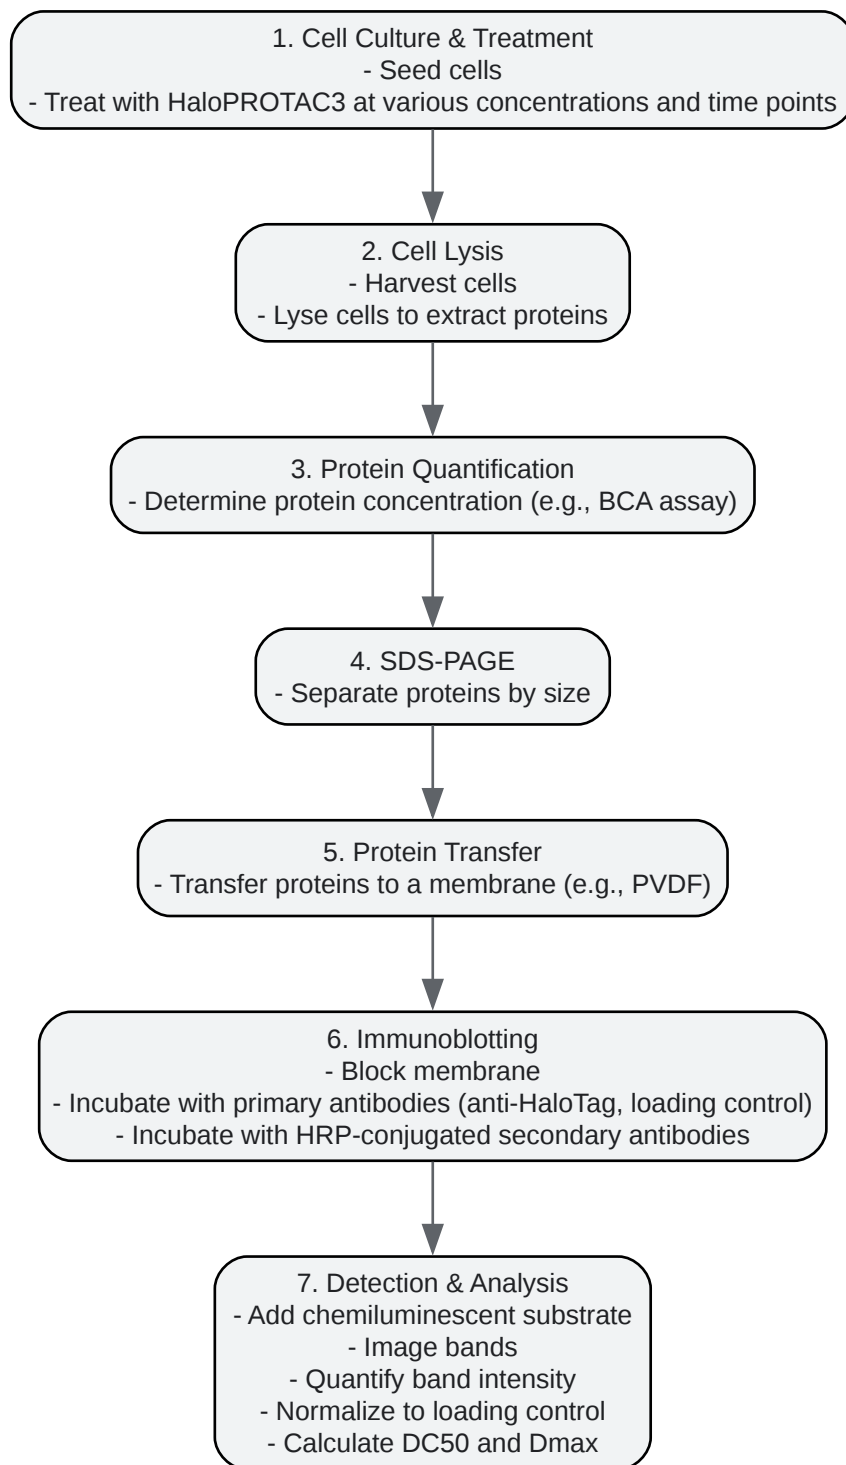 1. Cell Culture & Treatment
- Seed cells
- Treat with HaloPROTAC3 at various concentrations and time points
2. Cell Lysis
- Harvest cells
- Lyse cells to extract proteins
3. Protein Quantification
- Determine protein concentration (e.g., BCA assay)
4. SDS-PAGE
- Separate proteins by size
5. Protein Transfer
- Transfer proteins to a membrane (e.g., PVDF)
6. Immunoblotting
- Block membrane
- Incubate with primary antibodies (anti-HaloTag, loading control)
- Incubate with HRP-conjugated secondary antibodies
7. Detection & Analysis
- Add chemiluminescent substrate
- Image bands
- Quantify band intensity
- Normalize to loading control
- Calculate DC50 and Dmax